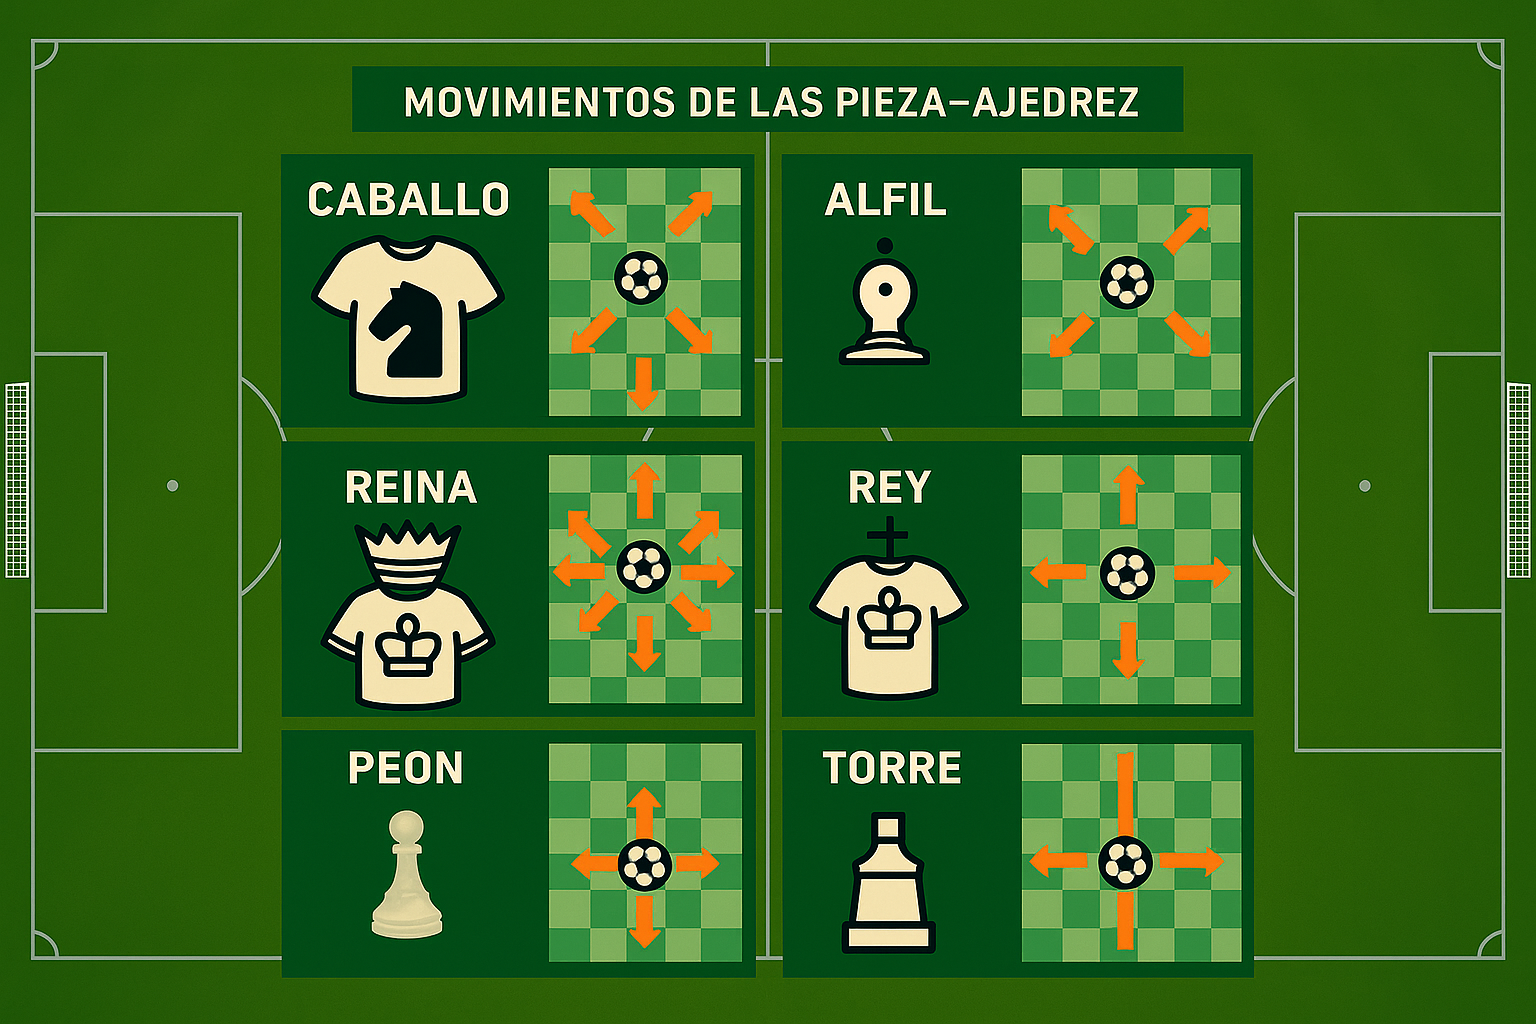 MOVIMIENTOS DE LAS PIEZA–AJEDREZ
CABALLO
ALFIL
REINA
REY
PEON
TORRE